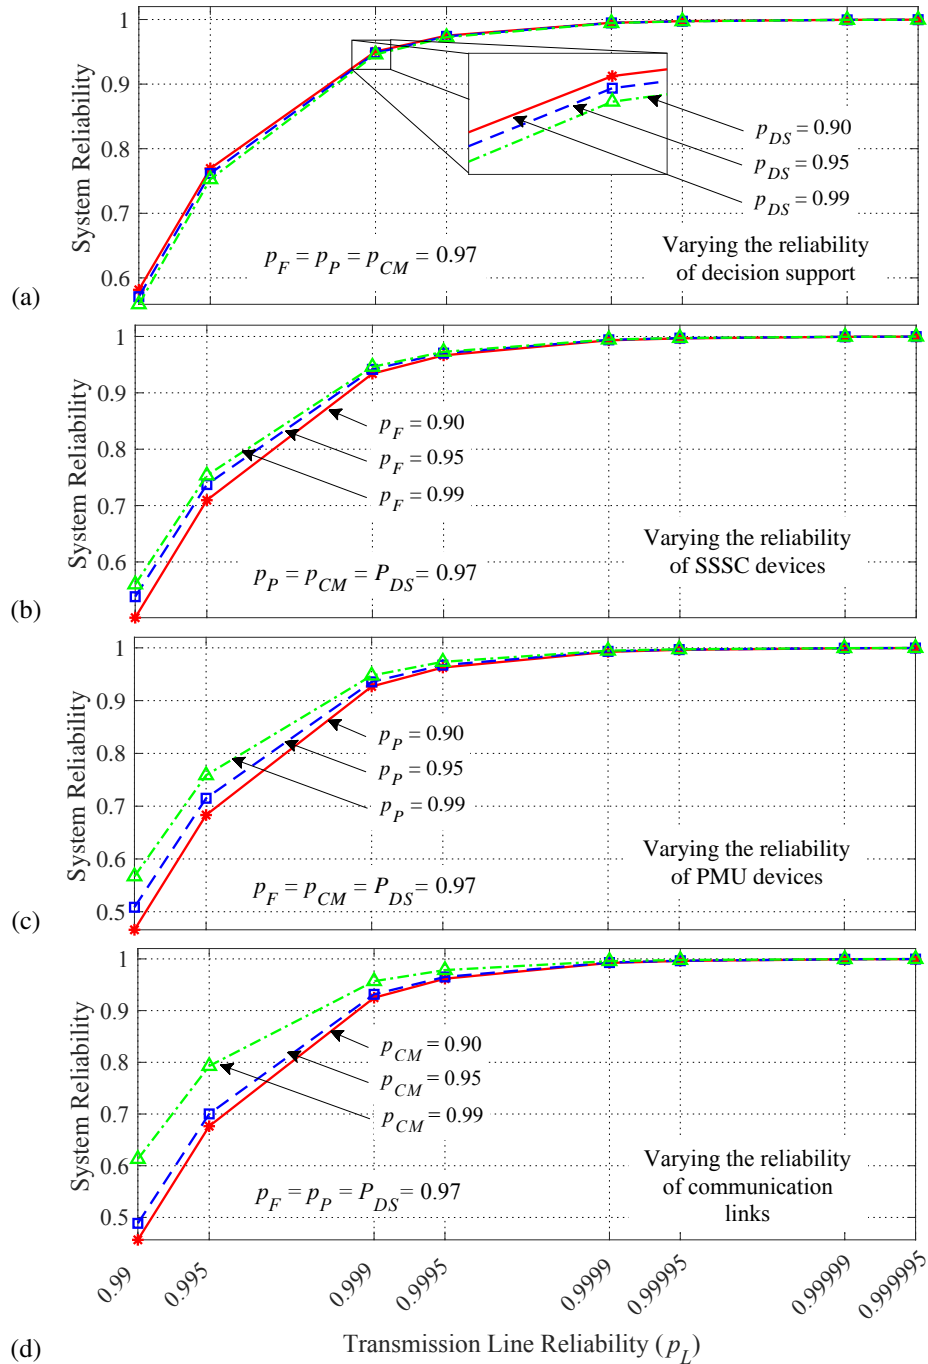 1
0.9
0.8
0.7
0.6
System Reliability
p_DS = 0.90
p_DS = 0.95
p_DS = 0.99
p_F = p_P = p_CM = 0.97
Varying the reliability
of decision support
(a)
1
0.9
0.8
0.7
0.6
System Reliability
p_F = 0.90
p_F = 0.95
p_F = 0.99
p_P = p_CM = P_DS = 0.97
Varying the reliability
of SSSC devices
(b)
1
0.9
0.8
0.7
0.6
0.5
System Reliability
p_P = 0.90
p_P = 0.95
p_P = 0.99
p_F = p_CM = P_DS = 0.97
Varying the reliability
of PMU devices
(c)
1
0.9
0.8
0.7
0.6
0.5
System Reliability
p_CM = 0.90
p_CM = 0.95
p_CM = 0.99
p_F = p_P = P_DS = 0.97
Varying the reliability
of communication
links
0.99
0.995
0.999
0.9995
0.9999
0.99995
0.99999
0.999995
(d)
Transmission Line Reliability (p_L)